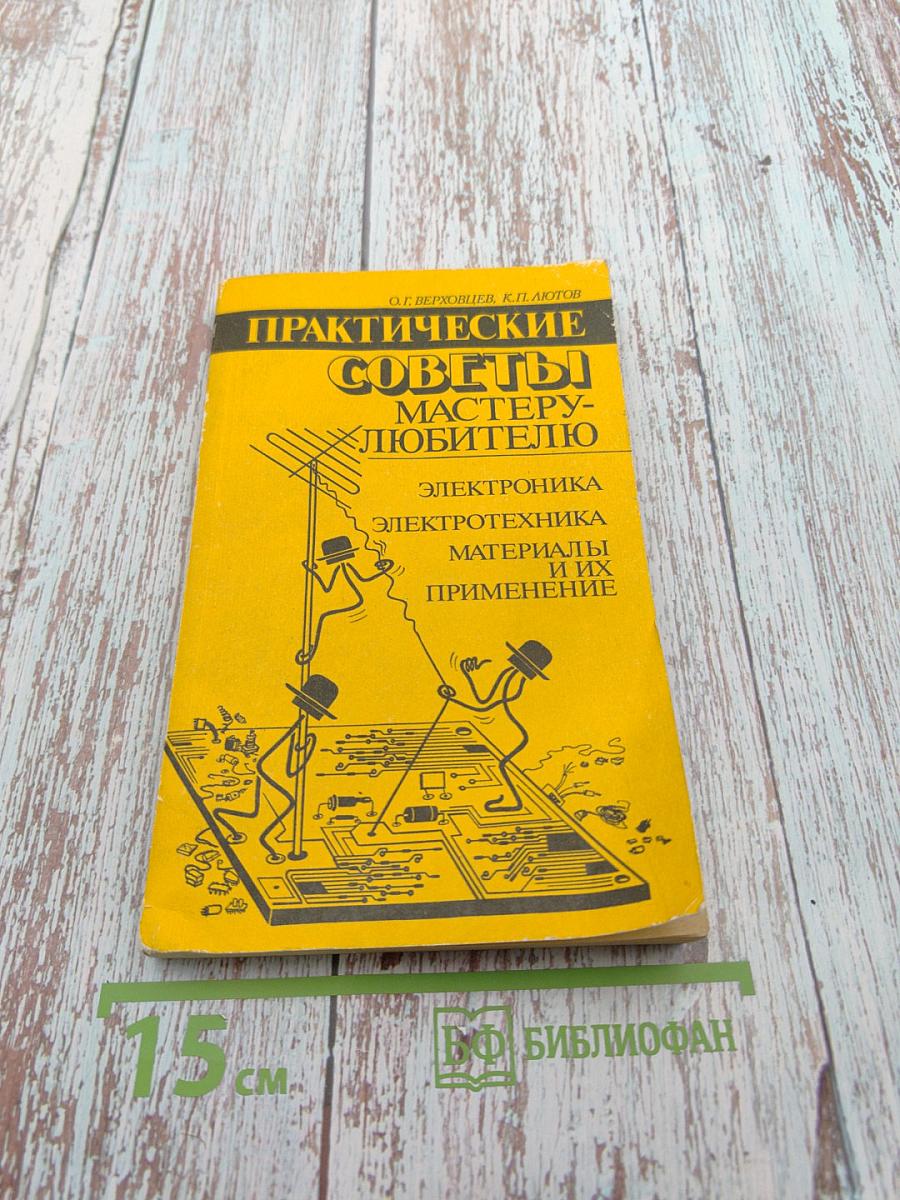 О.Г. ВЕРХОВЦЕВ, К.П. ЛЮТОВ
ПРАКТИЧЕСКИЕ
СОВЕТЫ
МАСТЕРУ-
ЛЮБИТЕЛЮ
ЭЛЕКТРОНИКА
ЭЛЕКТРОТЕХНИКА
МАТЕРИАЛЫ
И ИХ
ПРИМЕНЕНИЕ
15 см
БФ БИБЛИОФАН